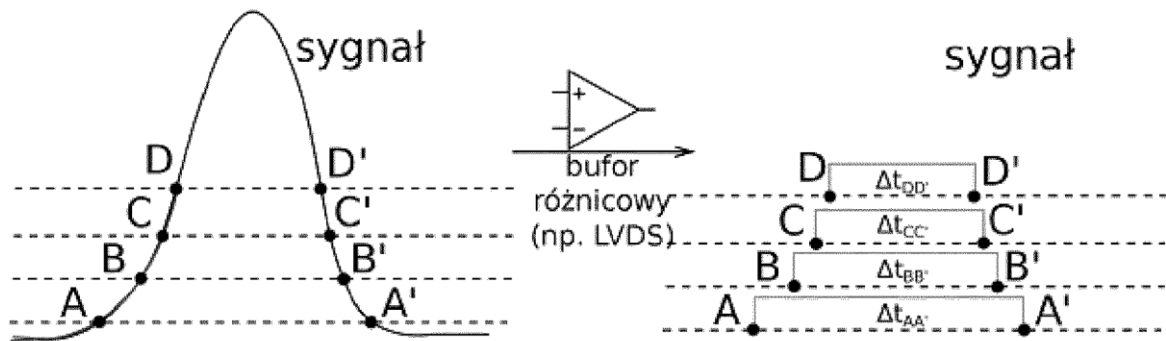 sygnał
D
D'
C
C'
B
B'
A
A'
+
−
bufor
różnicowy
(np. LVDS)
sygnał
D
Δt_DD'
D'
C
Δt_CC'
C'
B
Δt_BB'
B'
A
Δt_AA'
A'